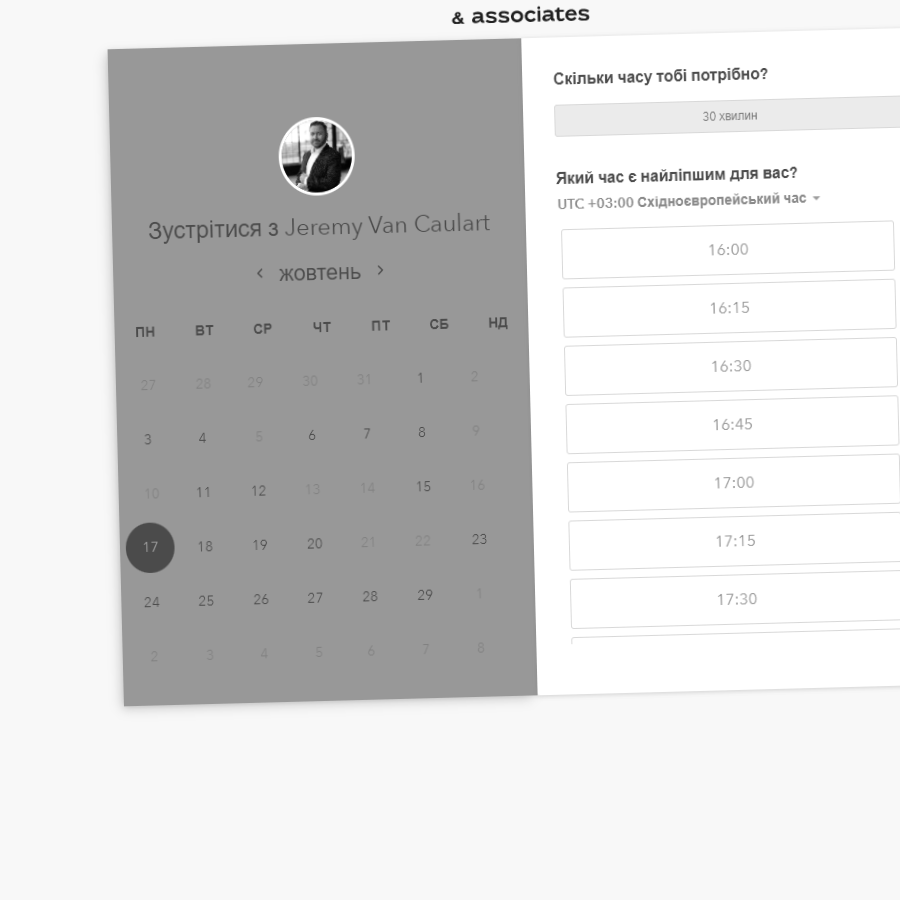 & associates
Зустрітися з Jeremy Van Caulart
жовтень
ПН ВТ СР ЧТ ПТ СБ НД
27 28 29 30 31 1 2
3 4 5 6 7 8 9
10 11 12 13 14 15 16
17 18 19 20 21 22 23
24 25 26 27 28 29 1
2 3 4 5 6 7 8
Скільки часу тобі потрібно?
30 хвилин
Який час є найліпшим для вас?
UTC +03:00 Східноєвропейський час
16:00
16:15
16:30
16:45
17:00
17:15
17:30